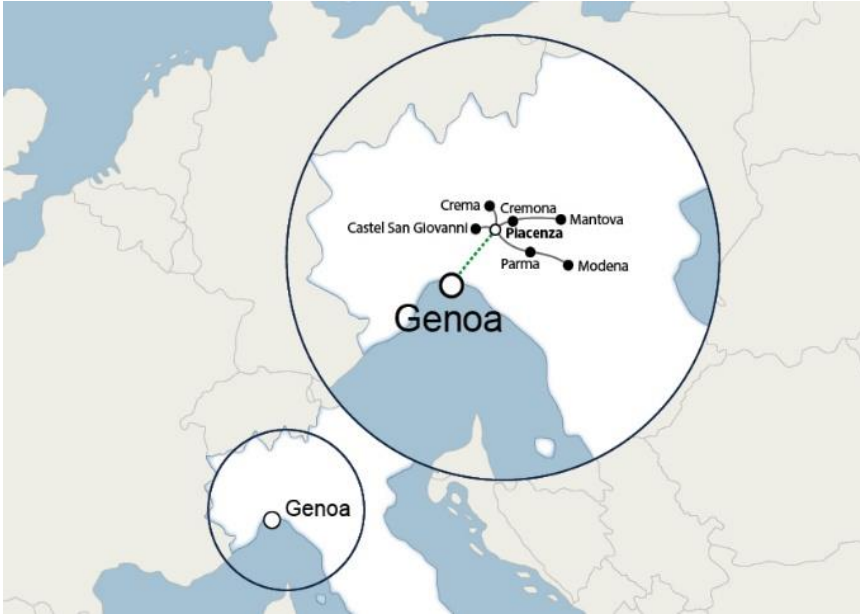 Crema
Cremona
Mantova
Castel San Giovanni
Piacenza
Parma
Modena
Genoa
Genoa